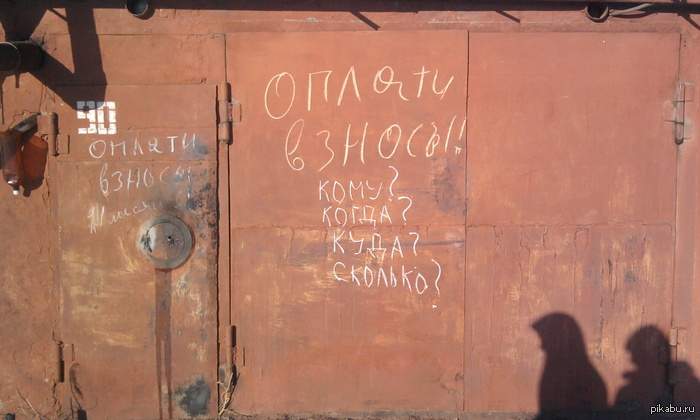 90
оплати
взносы
Оплати
взносы!!
кому?
когда?
куда?
сколько?
pikabu.ru